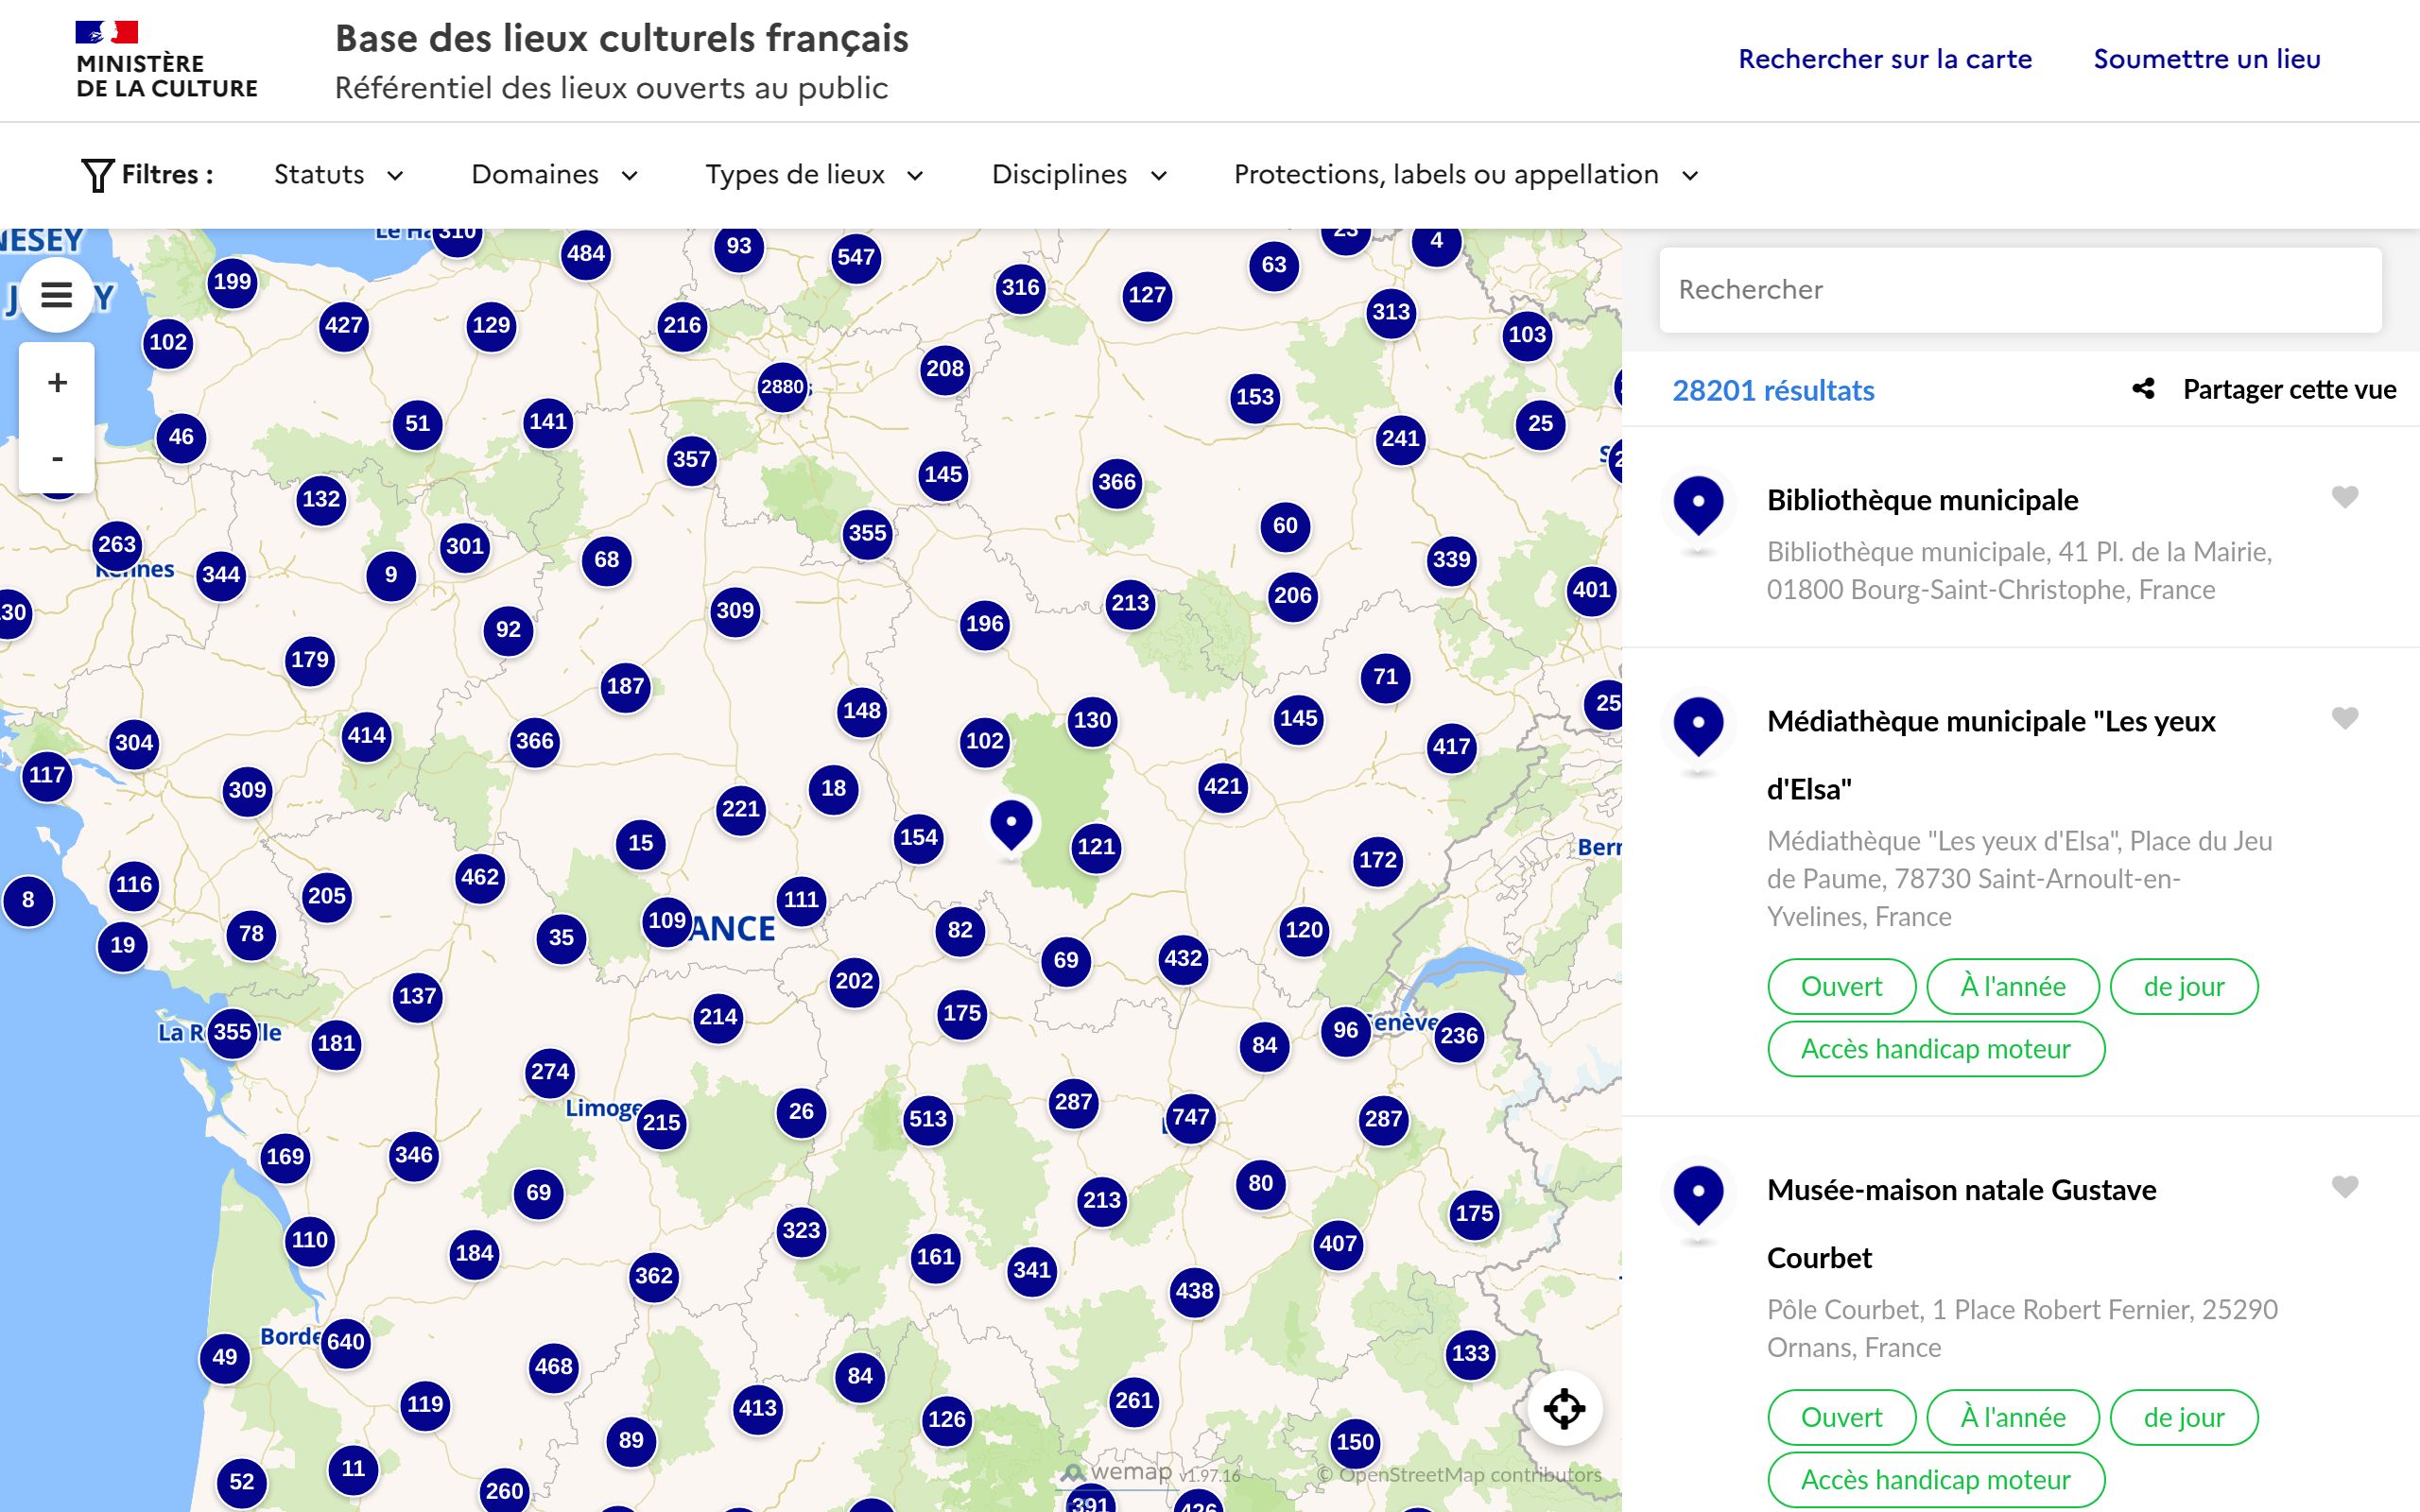 MINISTÈRE
DE LA CULTURE
Base des lieux culturels français
Référentiel des lieux ouverts au public
Rechercher sur la carte
Soumettre un lieu
Filtres :
Statuts
Domaines
Types de lieux
Disciplines
Protections, labels ou appellation
Rechercher
28201 résultats
Partager cette vue
Bibliothèque municipale
Bibliothèque municipale, 41 Pl. de la Mairie,
01800 Bourg-Saint-Christophe, France
Médiathèque municipale "Les yeux
d'Elsa"
Médiathèque "Les yeux d'Elsa", Place du Jeu
de Paume, 78730 Saint-Arnoult-en-
Yvelines, France
Ouvert
À l'année
de jour
Accès handicap moteur
Musée-maison natale Gustave
Courbet
Pôle Courbet, 1 Place Robert Fernier, 25290
Ornans, France
Ouvert
À l'année
de jour
Accès handicap moteur
+
-
310
484
93
547
23
4
63
199
316
127
427
129
216
313
103
102
208
2880
153
51
141
25
46
241
357
145
366
132
355
60
263
301
68
339
Rennes
344
9
401
206
213
309
196
92
179
71
187
148
130
145
102
304
414
366
417
117
309
18
421
221
154
15
121
172
116
462
205
8
111
109
78
35
82
120
19
69
432
202
137
175
214
La R
355
lle
181
96
Genève
236
84
274
Limoge
215
26
513
287
747
287
169
346
69
80
213
175
110
184
323
407
161
341
362
438
Borde
640
49
468
133
84
119
413
261
126
89
150
52
11
260
391
426
wemap v1.97.16
© OpenStreetMap contributors